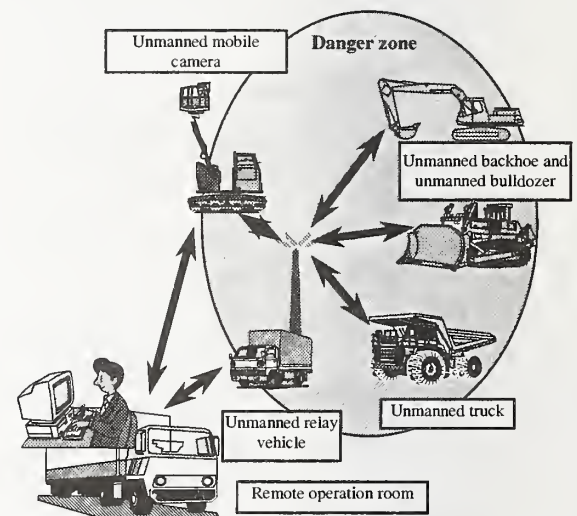 Unmanned mobile
camera
Danger zone
Unmanned backhoe and
unmanned bulldozer
Unmanned relay
vehicle
Unmanned truck
Remote operation room